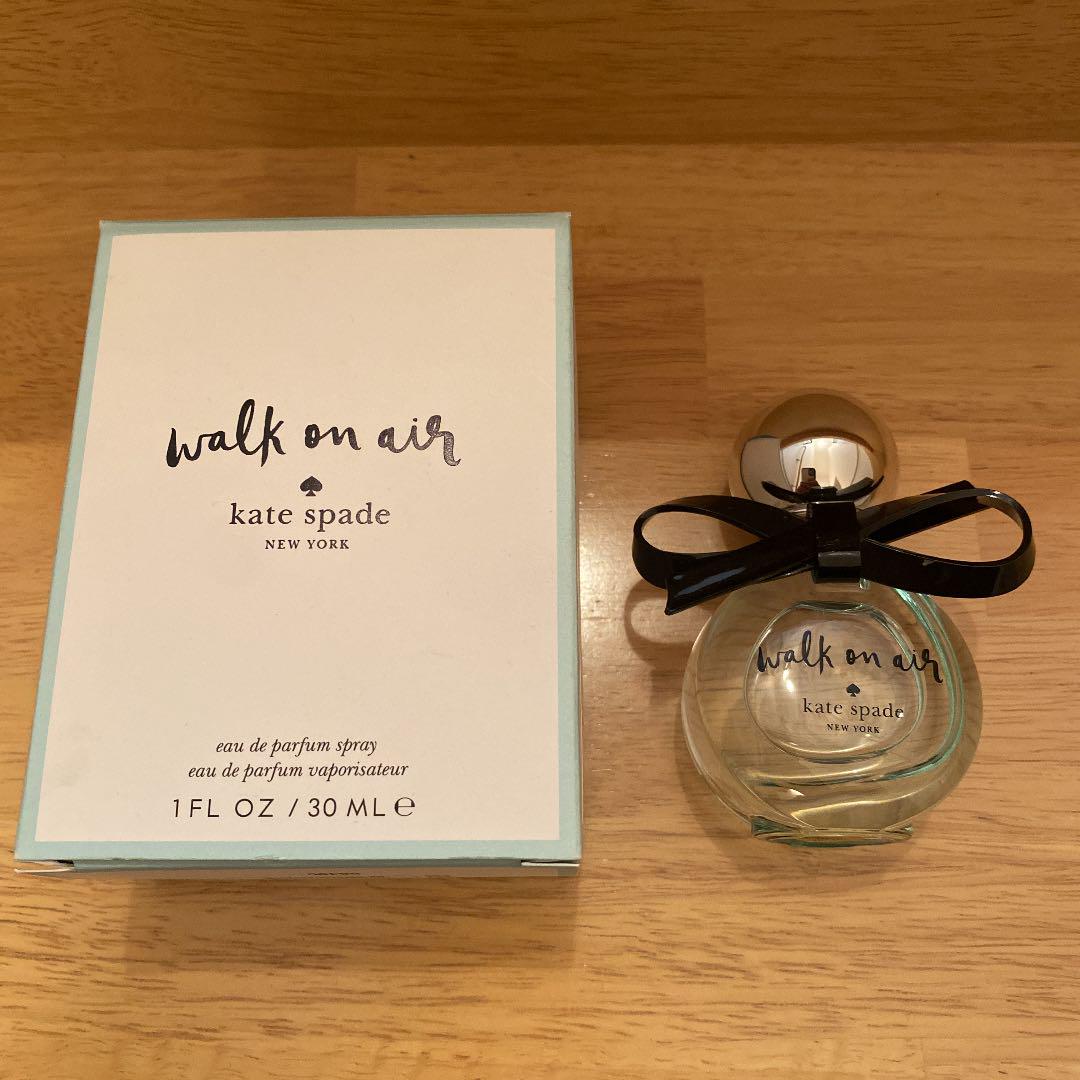 walk on air
kate spade
NEW YORK
eau de parfum spray
eau de parfum vaporisateur
1 FL OZ / 30 ML ℮
walk on air
kate spade
NEW YORK